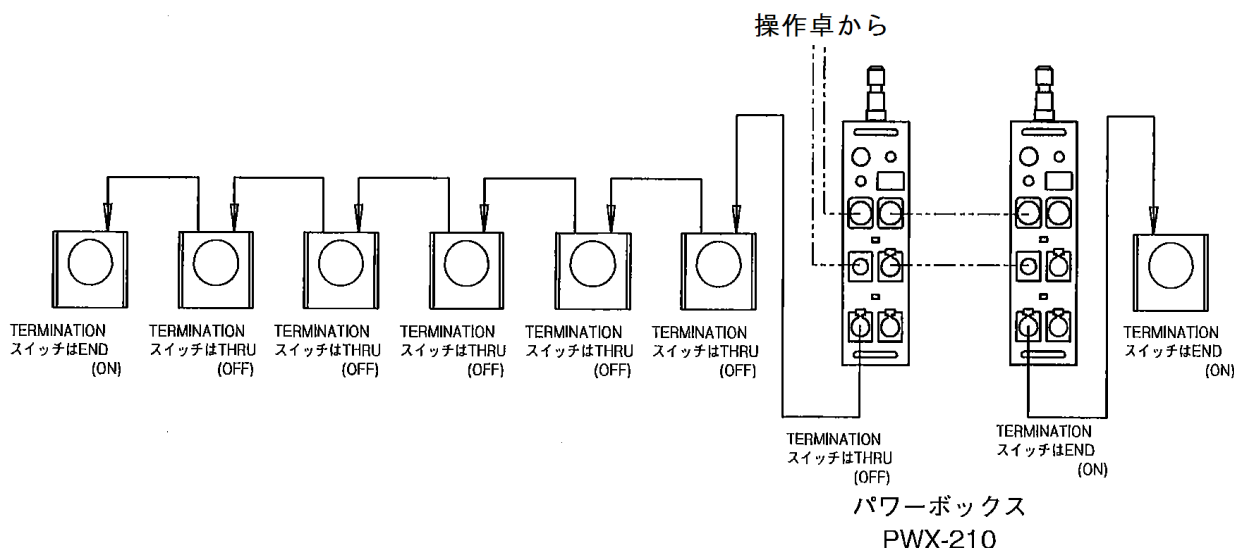 操作卓から
TERMINATION
スイッチはEND
(ON)
TERMINATION
スイッチはTHRU
(OFF)
TERMINATION
スイッチはTHRU
(OFF)
TERMINATION
スイッチはTHRU
(OFF)
TERMINATION
スイッチはTHRU
(OFF)
TERMINATION
スイッチはTHRU
(OFF)
TERMINATION
スイッチはEND
(ON)
TERMINATION
スイッチはTHRU
(OFF)
TERMINATION
スイッチはEND
(ON)
パワーボックス
PWX-210